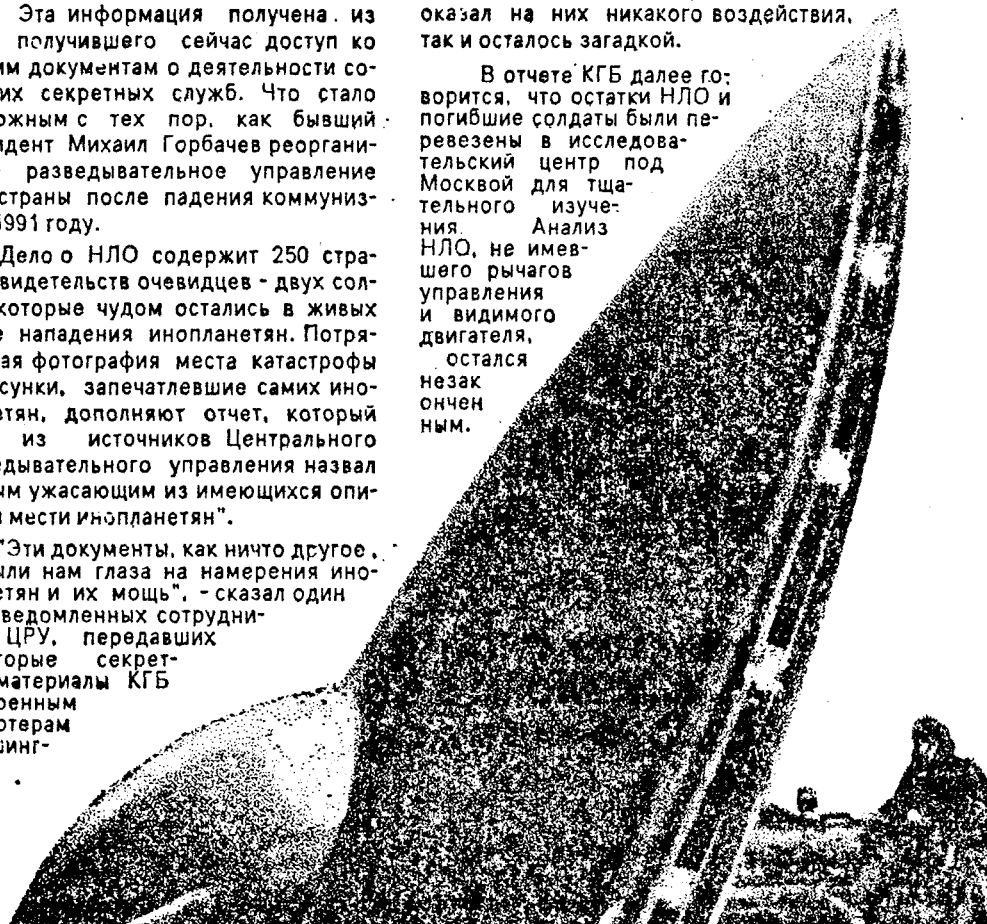 Эта информация получена из
получившего сейчас доступ ко
им документам о деятельности со-
их секретных служб. Что стало
ожным с тех пор, как бывший
идент Михаил Горбачев реоргани-
разведывательное управление
страны после падения коммуниз-
1991 году.
Дело о НЛО содержит 250 стра-
видетельств очевидцев - двух сол-
которые чудом остались в живых
е нападения инопланетян. Потря-
ая фотография места катастрофы
сунки, запечатлевшие самих ино-
етян, дополняют отчет, который
из источников Центрального
едывательного управления назвал
ым ужасающим из имеющихся опи-
мести инопланетян".
"Эти документы, как ничто другое,
ыли нам глаза на намерения ино-
етян и их мощь", - сказал один
ведомленных сотрудни-
ЦРУ, передавших
торые секрет-
материалы КГБ
ренным
отерам
инг-
оказал на них никакого воздействия,
так и осталось загадкой.
В отчете КГБ далее го-
ворится, что остатки НЛО и
погибшие солдаты были пе-
ревезены в исследова-
тельский центр под
Москвой для тща-
тельного изуче-
ния. Анализ
НЛО, не имев-
шего рычагов
управления
и видимого
двигателя,
остался
незак
ончен
ным.